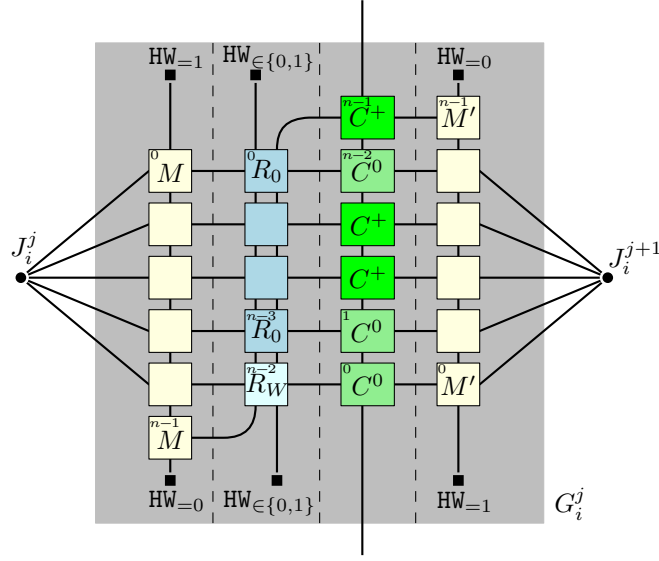 HW=1 HW∈{0,1} HW=0
n−1 C+ n−1 M′
0 M 0 R0 n−2 C0
C+
J_i^j C+ J_i^{j+1}
n−3 R0 1 C0
n−2 RW 0 C0 0 M′
n−1 M
HW=0 HW∈{0,1} HW=1
G_i^j